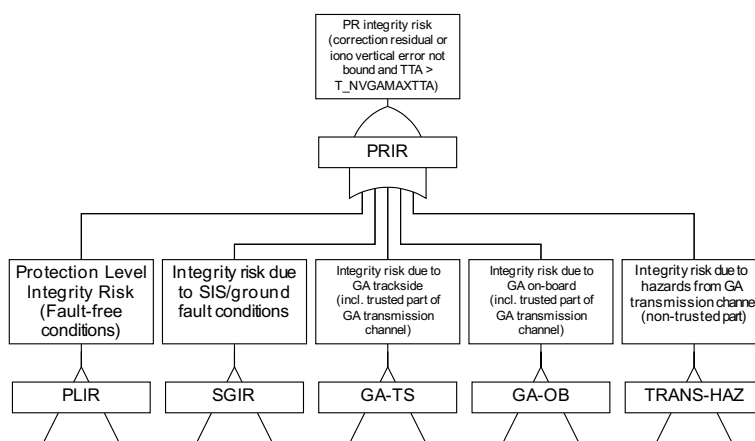 PR integrity risk
(correction residual or
iono vertical error not
bound and TTA >
T_NVGAMAXTTA)
PRIR
Protection Level
Integrity Risk
(Fault-free
conditions)
Integrity risk due
to SIS/ground
fault conditions
Integrity risk due to
GA trackside
(incl. trusted part of
GA transmission
channel)
Integrity risk due to
GA on-board
(incl. trusted part of
GA transmission
channel)
Integrity risk due to
hazards from GA
transmission channel
(non-trusted part)
PLIR
SGIR
GA-TS
GA-OB
TRANS-HAZ